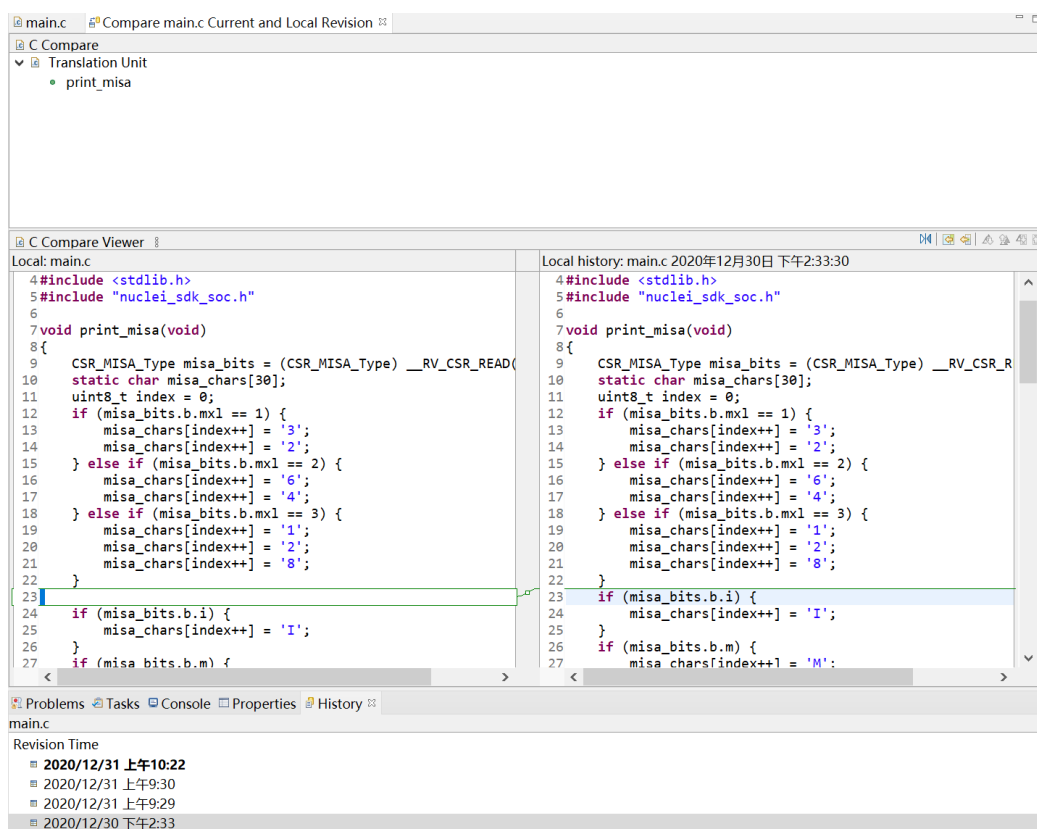 main.c Compare main.c Current and Local Revision
C Compare
Translation Unit
print_misa
C Compare Viewer
Local: main.c
4 #include <stdlib.h>
5 #include "nuclei_sdk_soc.h"
6
7 void print_misa(void)
8 {
9 CSR_MISA_Type misa_bits = (CSR_MISA_Type) __RV_CSR_READ(
10 static char misa_chars[30];
11 uint8_t index = 0;
12 if (misa_bits.b.mxl == 1) {
13 misa_chars[index++] = '3';
14 misa_chars[index++] = '2';
15 } else if (misa_bits.b.mxl == 2) {
16 misa_chars[index++] = '6';
17 misa_chars[index++] = '4';
18 } else if (misa_bits.b.mxl == 3) {
19 misa_chars[index++] = '1';
20 misa_chars[index++] = '2';
21 misa_chars[index++] = '8';
22 }
23
24 if (misa_bits.b.i) {
25 misa_chars[index++] = 'I';
26 }
27 if (misa_bits.b.m) {
Local history: main.c 2020年12月30日 下午2:33:30
4 #include <stdlib.h>
5 #include "nuclei_sdk_soc.h"
6
7 void print_misa(void)
8 {
9 CSR_MISA_Type misa_bits = (CSR_MISA_Type) __RV_CSR_R
10 static char misa_chars[30];
11 uint8_t index = 0;
12 if (misa_bits.b.mxl == 1) {
13 misa_chars[index++] = '3';
14 misa_chars[index++] = '2';
15 } else if (misa_bits.b.mxl == 2) {
16 misa_chars[index++] = '6';
17 misa_chars[index++] = '4';
18 } else if (misa_bits.b.mxl == 3) {
19 misa_chars[index++] = '1';
20 misa_chars[index++] = '2';
21 misa_chars[index++] = '8';
22 }
23 if (misa_bits.b.i) {
24 misa_chars[index++] = 'I';
25 }
26 if (misa_bits.b.m) {
27 misa_chars[index++] = 'M';
Problems Tasks Console Properties History
main.c
Revision Time
2020/12/31 上午10:22
2020/12/31 上午9:30
2020/12/31 上午9:29
2020/12/30 下午2:33